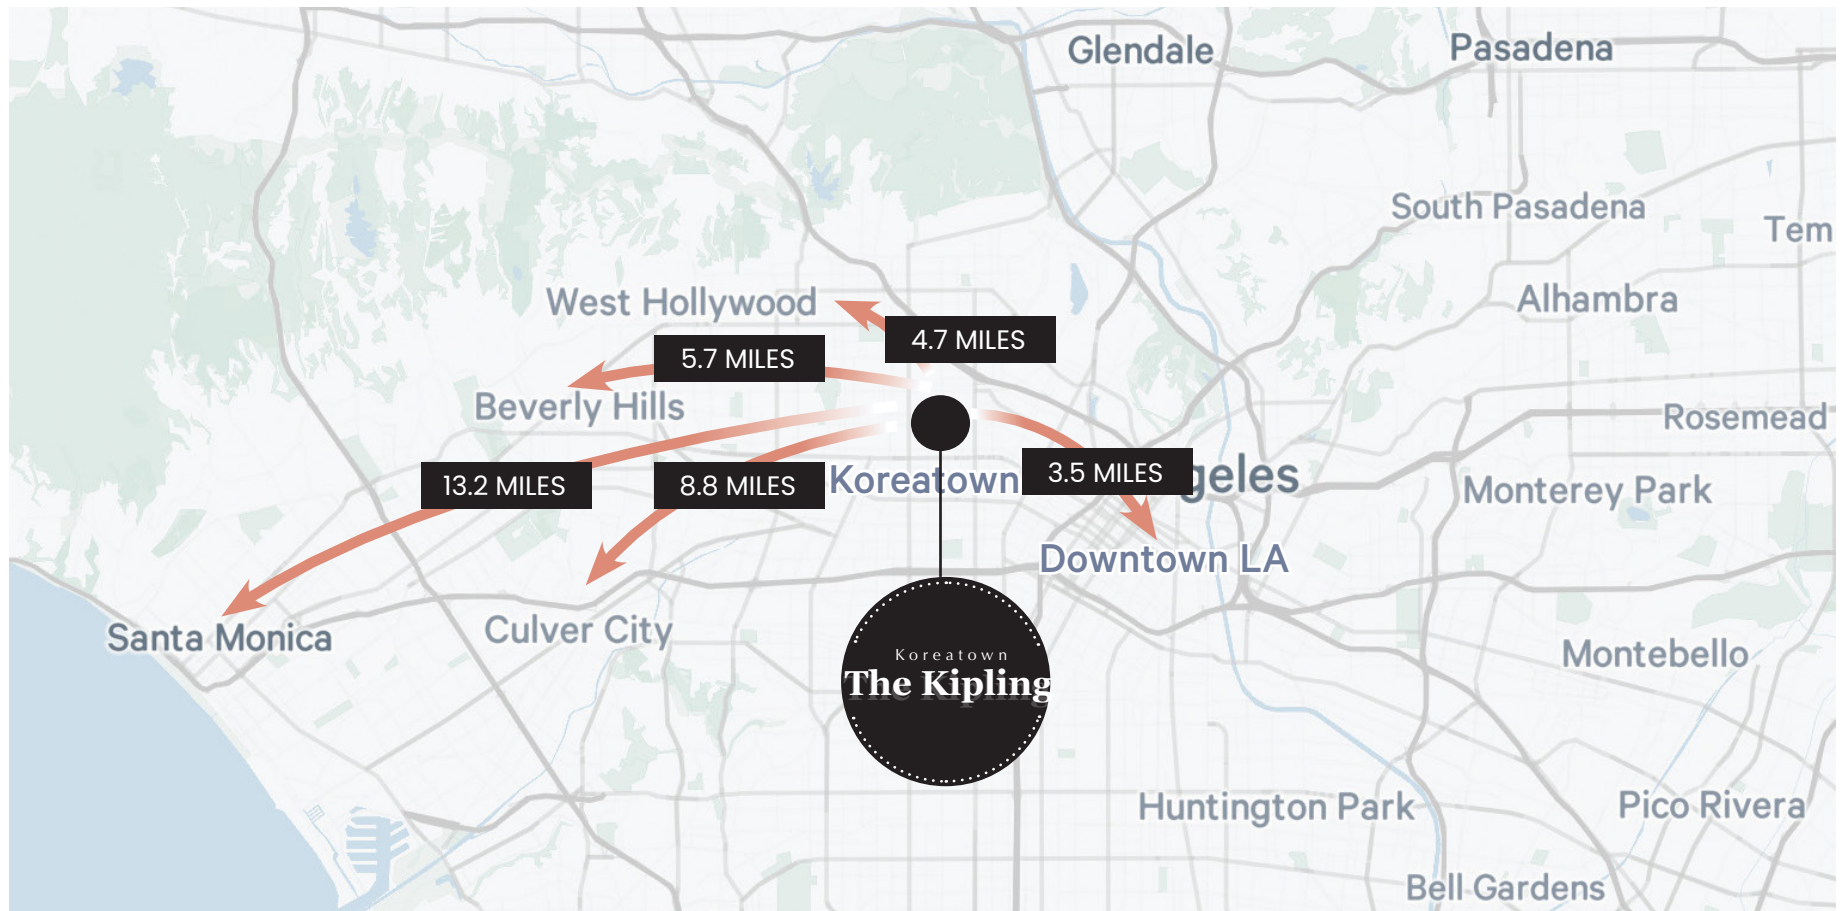 Glendale
Pasadena
South Pasadena
Tem
West Hollywood
Alhambra
4.7 MILES
5.7 MILES
Beverly Hills
Rosemead
13.2 MILES
8.8 MILES
Koreatown
3.5 MILES
geles
Monterey Park
Downtown LA
Santa Monica
Culver City
Koreatown
The Kipling
Montebello
Huntington Park
Pico Rivera
Bell Gardens